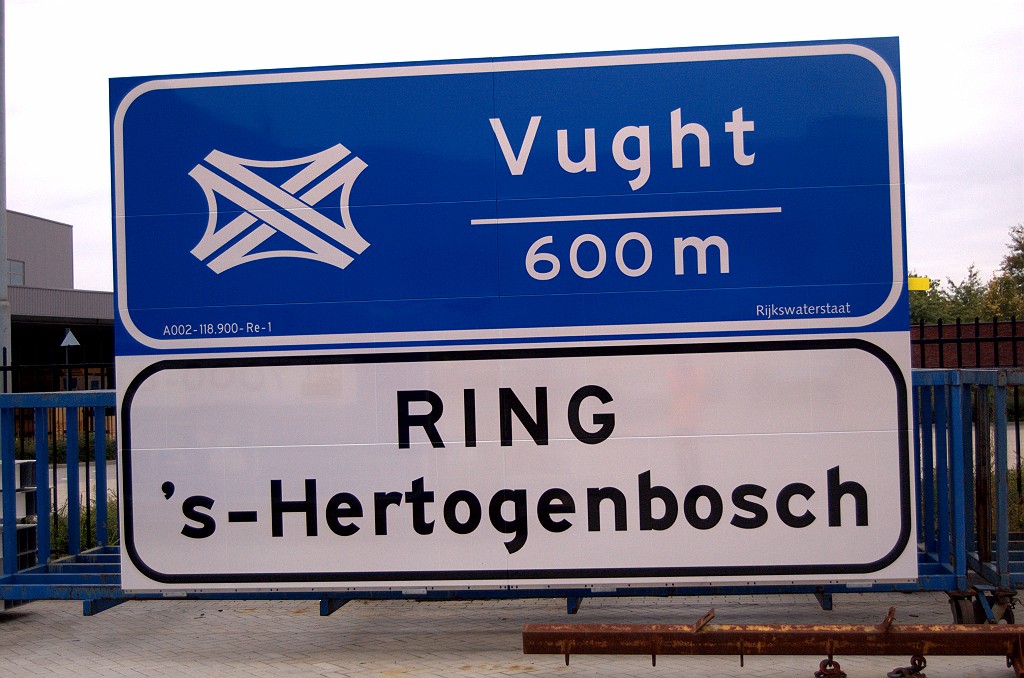 Vught
600 m
A002-118.900-Re-1
Rijkswaterstaat
RING
's-Hertogenbosch